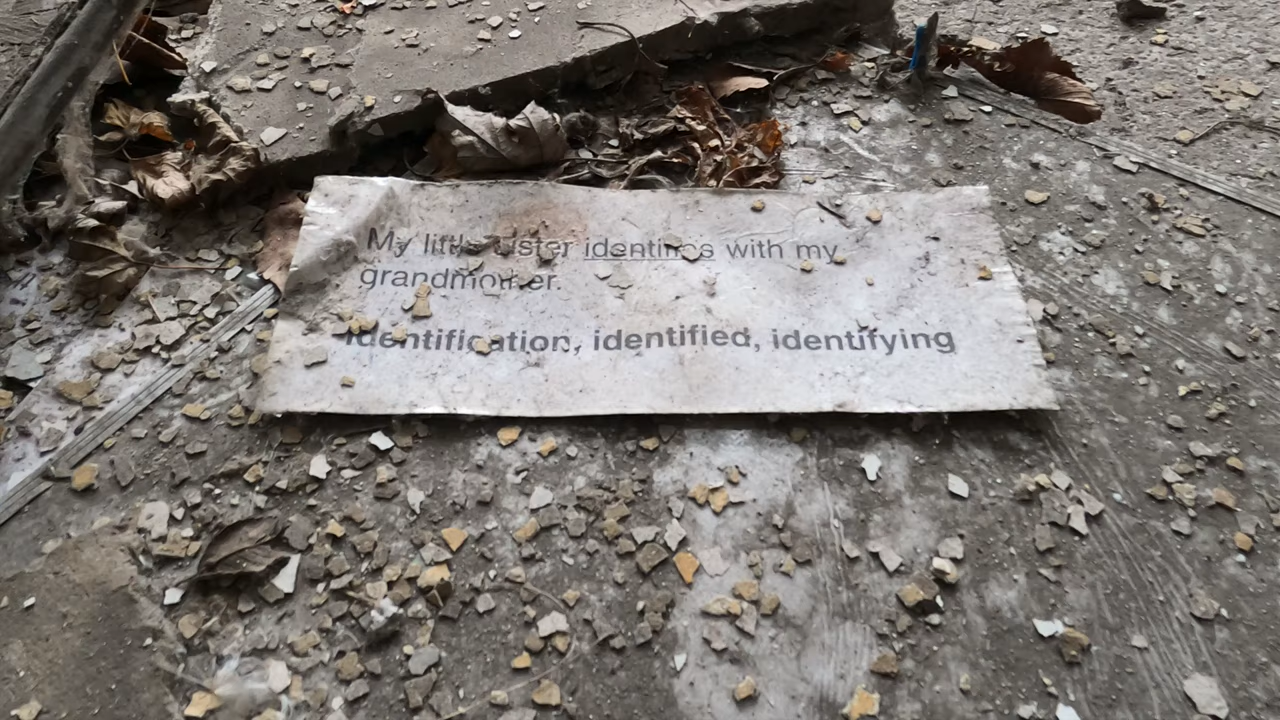 My little sister identifies with my
grandmother.
identification, identified, identifying